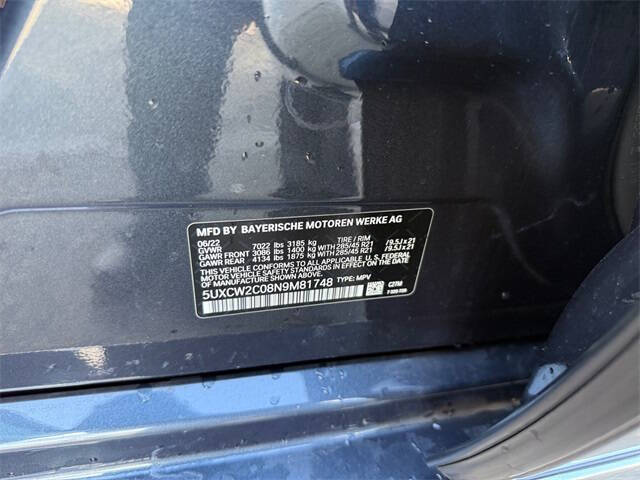 MFD BY BAYERISCHE MOTOREN WERKE AG
06/22
GVWR 7022 lbs 3185 kg TIRE / RIM
GAWR FRONT 3086 lbs 1400 kg WITH 285/45 R21 /9.5J x 21
GAWR REAR 4134 lbs 1875 kg WITH 285/45 R21 /9.5J x 21
THIS VEHICLE CONFORMS TO ALL APPLICABLE U.S. FEDERAL
MOTOR VEHICLE SAFETY STANDARDS IN EFFECT
ON THE DATE OF MANUFACTURE SHOWN ABOVE.
5UXCW2C08N9M81748 TYPE: MPV
C27M